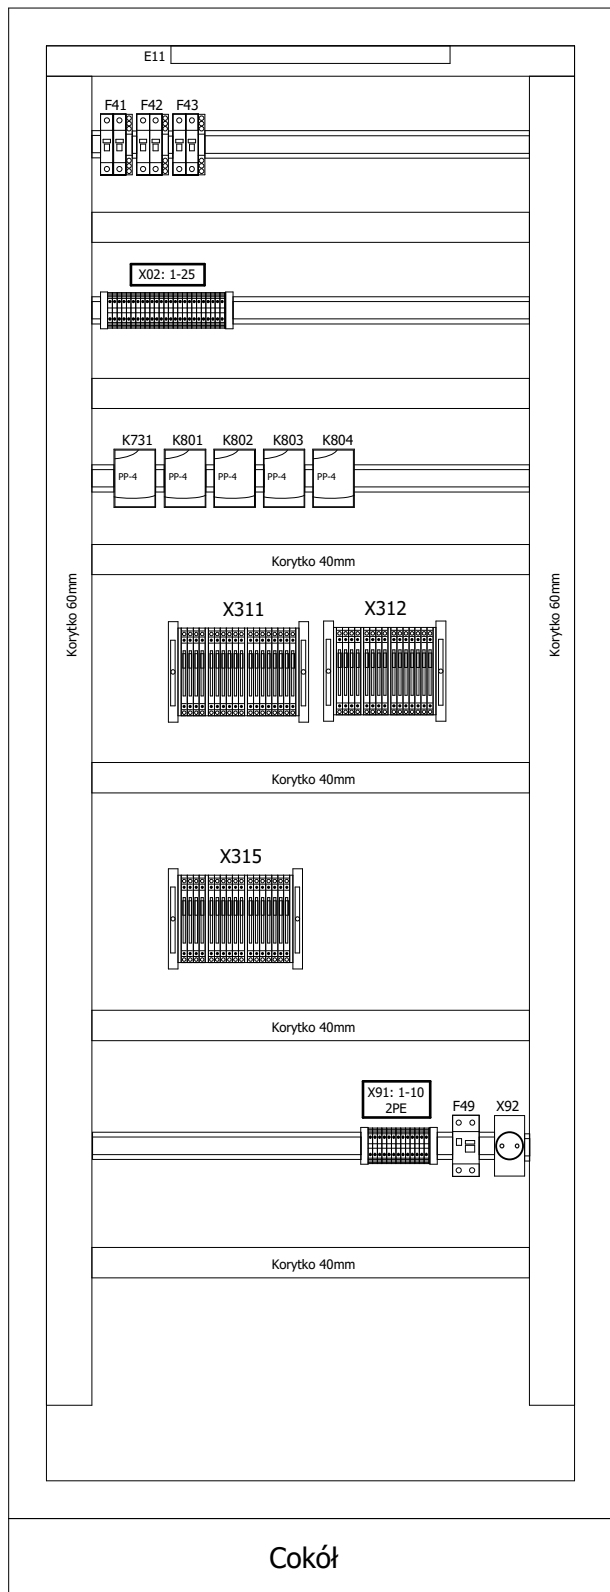 E11
F41 F42 F43
X02: 1-25
K731 K801 K802 K803 K804
PP-4 PP-4 PP-4 PP-4 PP-4
Korytko 40mm
Korytko 60mm
Korytko 60mm
X311 X312
Korytko 40mm
X315
Korytko 40mm
X91: 1-10
2PE
F49 X92
Korytko 40mm
Cokół